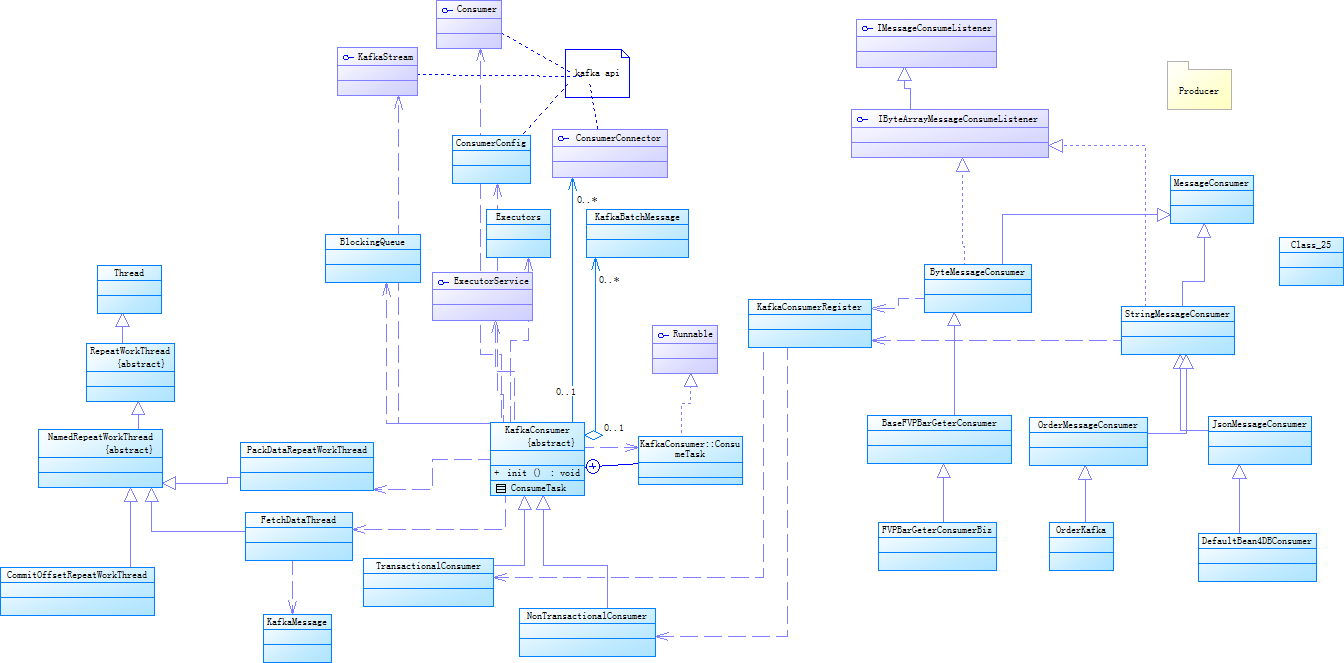 Consumer
IMessageConsumeListener
KafkaStream
kafka api
Producer
IByteArrayMessageConsumeListener
ConsumerConfig
ConsumerConnector
MessageConsumer
0..*
Executors
KafkaBatchMessage
BlockingQueue
Class_25
Thread
ExecutorService
0..*
ByteMessageConsumer
KafkaConsumerRegister
StringMessageConsumer
Runnable
RepeatWorkThread
{abstract}
0..1
KafkaConsumer
{abstract}
0..1
BaseFVPBarGeterConsumer
OrderMessageConsumer
JsonMessageConsumer
NamedRepeatWorkThread
{abstract}
PackDataRepeatWorkThread
KafkaConsumer::Consu
meTask
+ init () : void
ConsumeTask
FetchDataThread
FVPBarGeterConsumerBiz
OrderKafka
DefaultBean4DBConsumer
CommitOffsetRepeatWorkThread
TransactionalConsumer
KafkaMessage
NonTransactionalConsumer